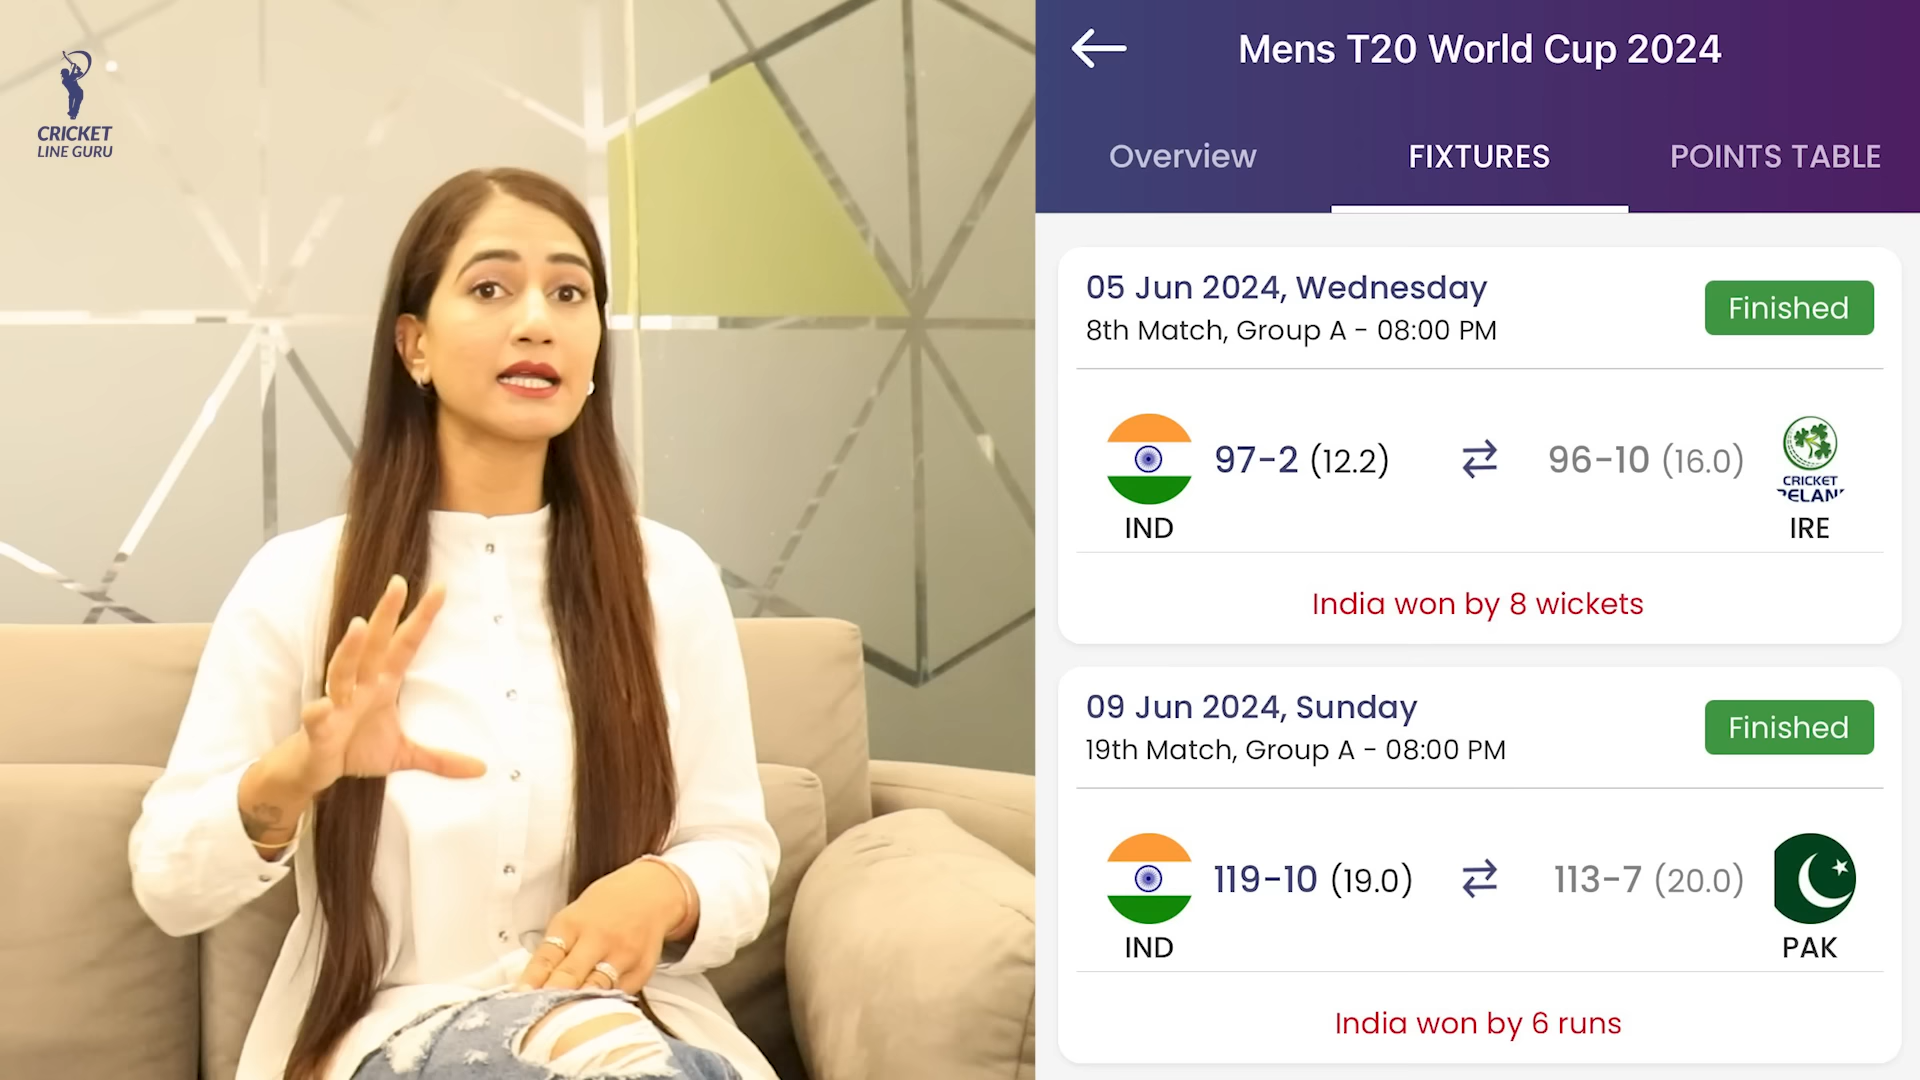 CRICKET
LINE GURU
Mens T20 World Cup 2024
Overview
FIXTURES
POINTS TABLE
05 Jun 2024, Wednesday
8th Match, Group A - 08:00 PM
Finished
97-2 (12.2)
96-10 (16.0)
CRICKET
IND
IRE
India won by 8 wickets
09 Jun 2024, Sunday
19th Match, Group A - 08:00 PM
Finished
119-10 (19.0)
113-7 (20.0)
IND
PAK
India won by 6 runs